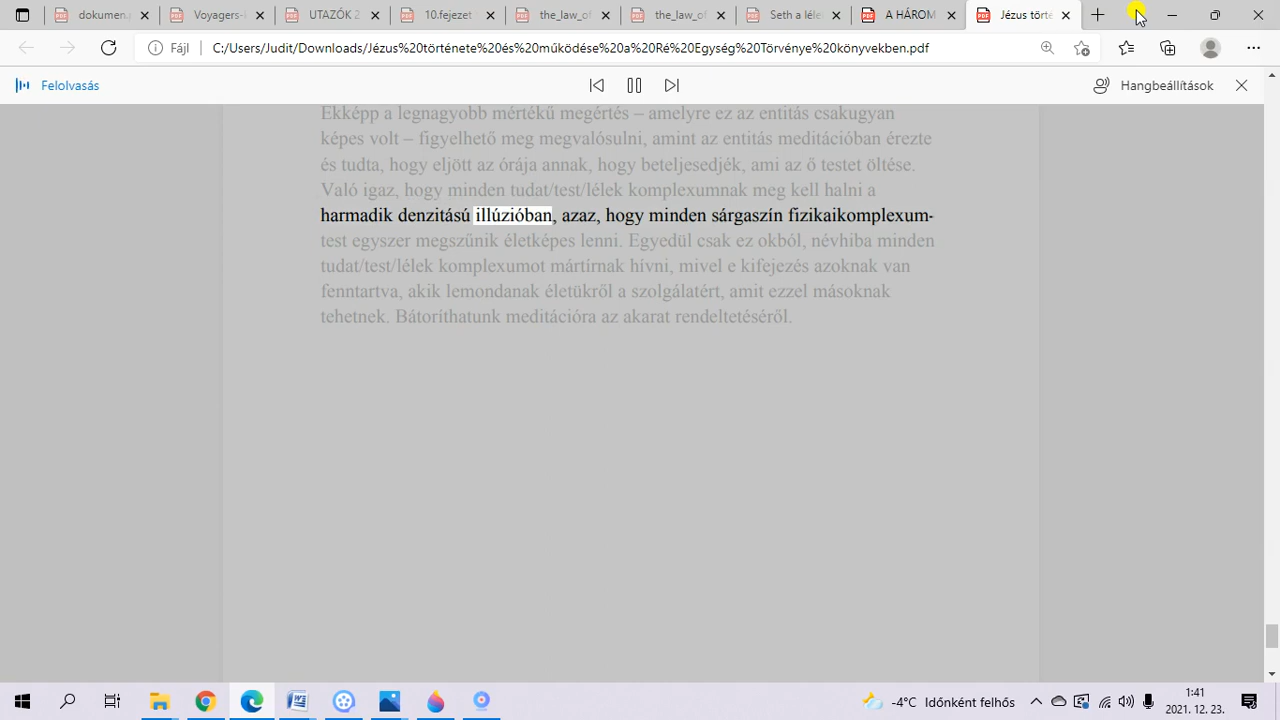 dokumen.
Voyagers-
UTAZÓK 2
10.fejezet
the_law_of
the_law_of
Seth a léle
A HÁROM
Jézus törté
Fájl
C:/Users/Judit/Downloads/Jézus%20története%20és%20működése%20a%20Ré%20Egység%20Törvénye%20könyvekben.pdf
Felolvasás
Hangbeállítások
Ekképp a legnagyobb mértékű megértés – amelyre ez az entitás csakugyan
képes volt – figyelhető meg megvalósulni, amint az entitás meditációban érezte
és tudta, hogy eljött az órája annak, hogy beteljesedjék, ami az ő testet öltése.
Való igaz, hogy minden tudat/test/lélek komplexumnak meg kell halni a
harmadik denzitású illúzióban, azaz, hogy minden sárgaszín fizikaikomplexum-
test egyszer megszűnik életképes lenni. Egyedül csak ez okból, névhiba minden
tudat/test/lélek komplexumot mártírnak hívni, mivel e kifejezés azoknak van
fenntartva, akik lemondanak életükről a szolgálatért, amit ezzel másoknak
tehetnek. Bátoríthatunk meditációra az akarat rendeltetéséről.
-4°C Időnként felhős
1:41
2021. 12. 23.